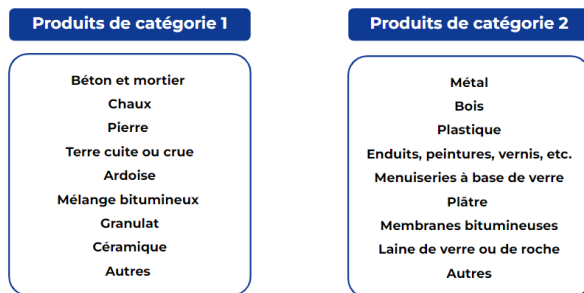 Produits de catégorie 1
Béton et mortier
Chaux
Pierre
Terre cuite ou crue
Ardoise
Mélange bitumineux
Granulat
Céramique
Autres
Produits de catégorie 2
Métal
Bois
Plastique
Enduits, peintures, vernis, etc.
Menuiseries à base de verre
Plâtre
Membranes bitumineuses
Laine de verre ou de roche
Autres